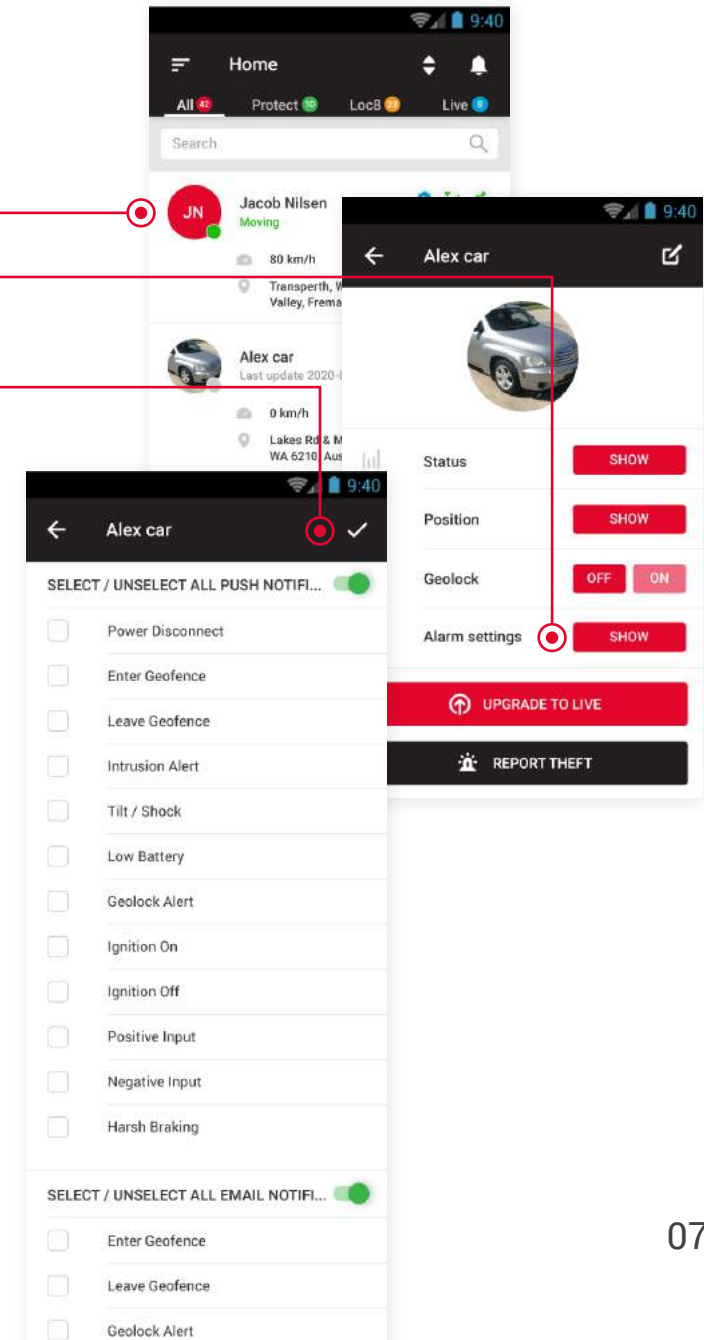 9:40
Home
All 42 Protect 10 Loc8 23 Live 8
Search
JN
Jacob Nilsen
Moving
80 km/h
Transperth, W
Valley, Frema
Alex car
Last update 2020-
0 km/h
Lakes Rd & M
WA 6210, Aus
9:40
Alex car
Status SHOW
Position SHOW
Geolock OFF ON
Alarm settings SHOW
UPGRADE TO LIVE
REPORT THEFT
9:40
Alex car
SELECT / UNSELECT ALL PUSH NOTIFI...
Power Disconnect
Enter Geofence
Leave Geofence
Intrusion Alert
Tilt / Shock
Low Battery
Geolock Alert
Ignition On
Ignition Off
Positive Input
Negative Input
Harsh Braking
SELECT / UNSELECT ALL EMAIL NOTIFI...
Enter Geofence
Leave Geofence
Geolock Alert
07